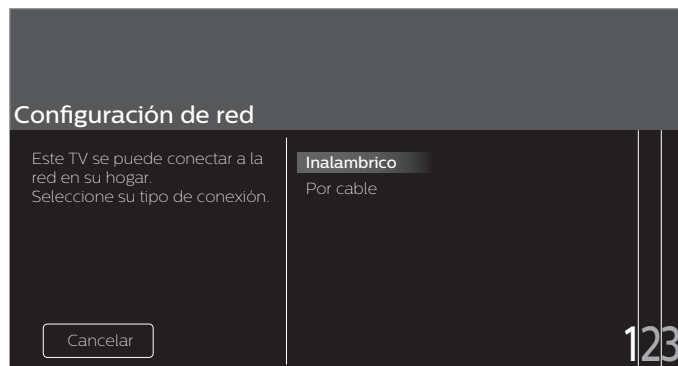 Configuración de red
Este TV se puede conectar a la
red en su hogar.
Seleccione su tipo de conexión.
Inalambrico
Por cable
Cancelar
123